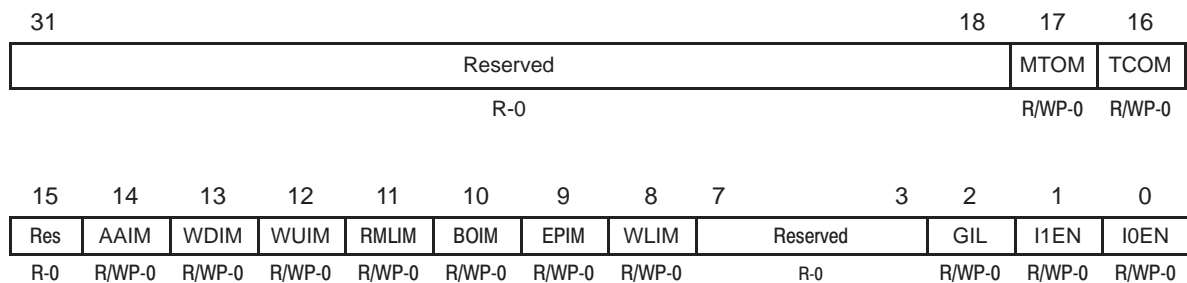 31 18 17 16
Reserved MTOM TCOM
R-0 R/WP-0 R/WP-0
15 14 13 12 11 10 9 8 7 3 2 1 0
Res AAIM WDIM WUIM RMLIM BOIM EPIM WLIM Reserved GIL I1EN I0EN
R-0 R/WP-0 R/WP-0 R/WP-0 R/WP-0 R/WP-0 R/WP-0 R/WP-0 R-0 R/WP-0 R/WP-0 R/WP-0